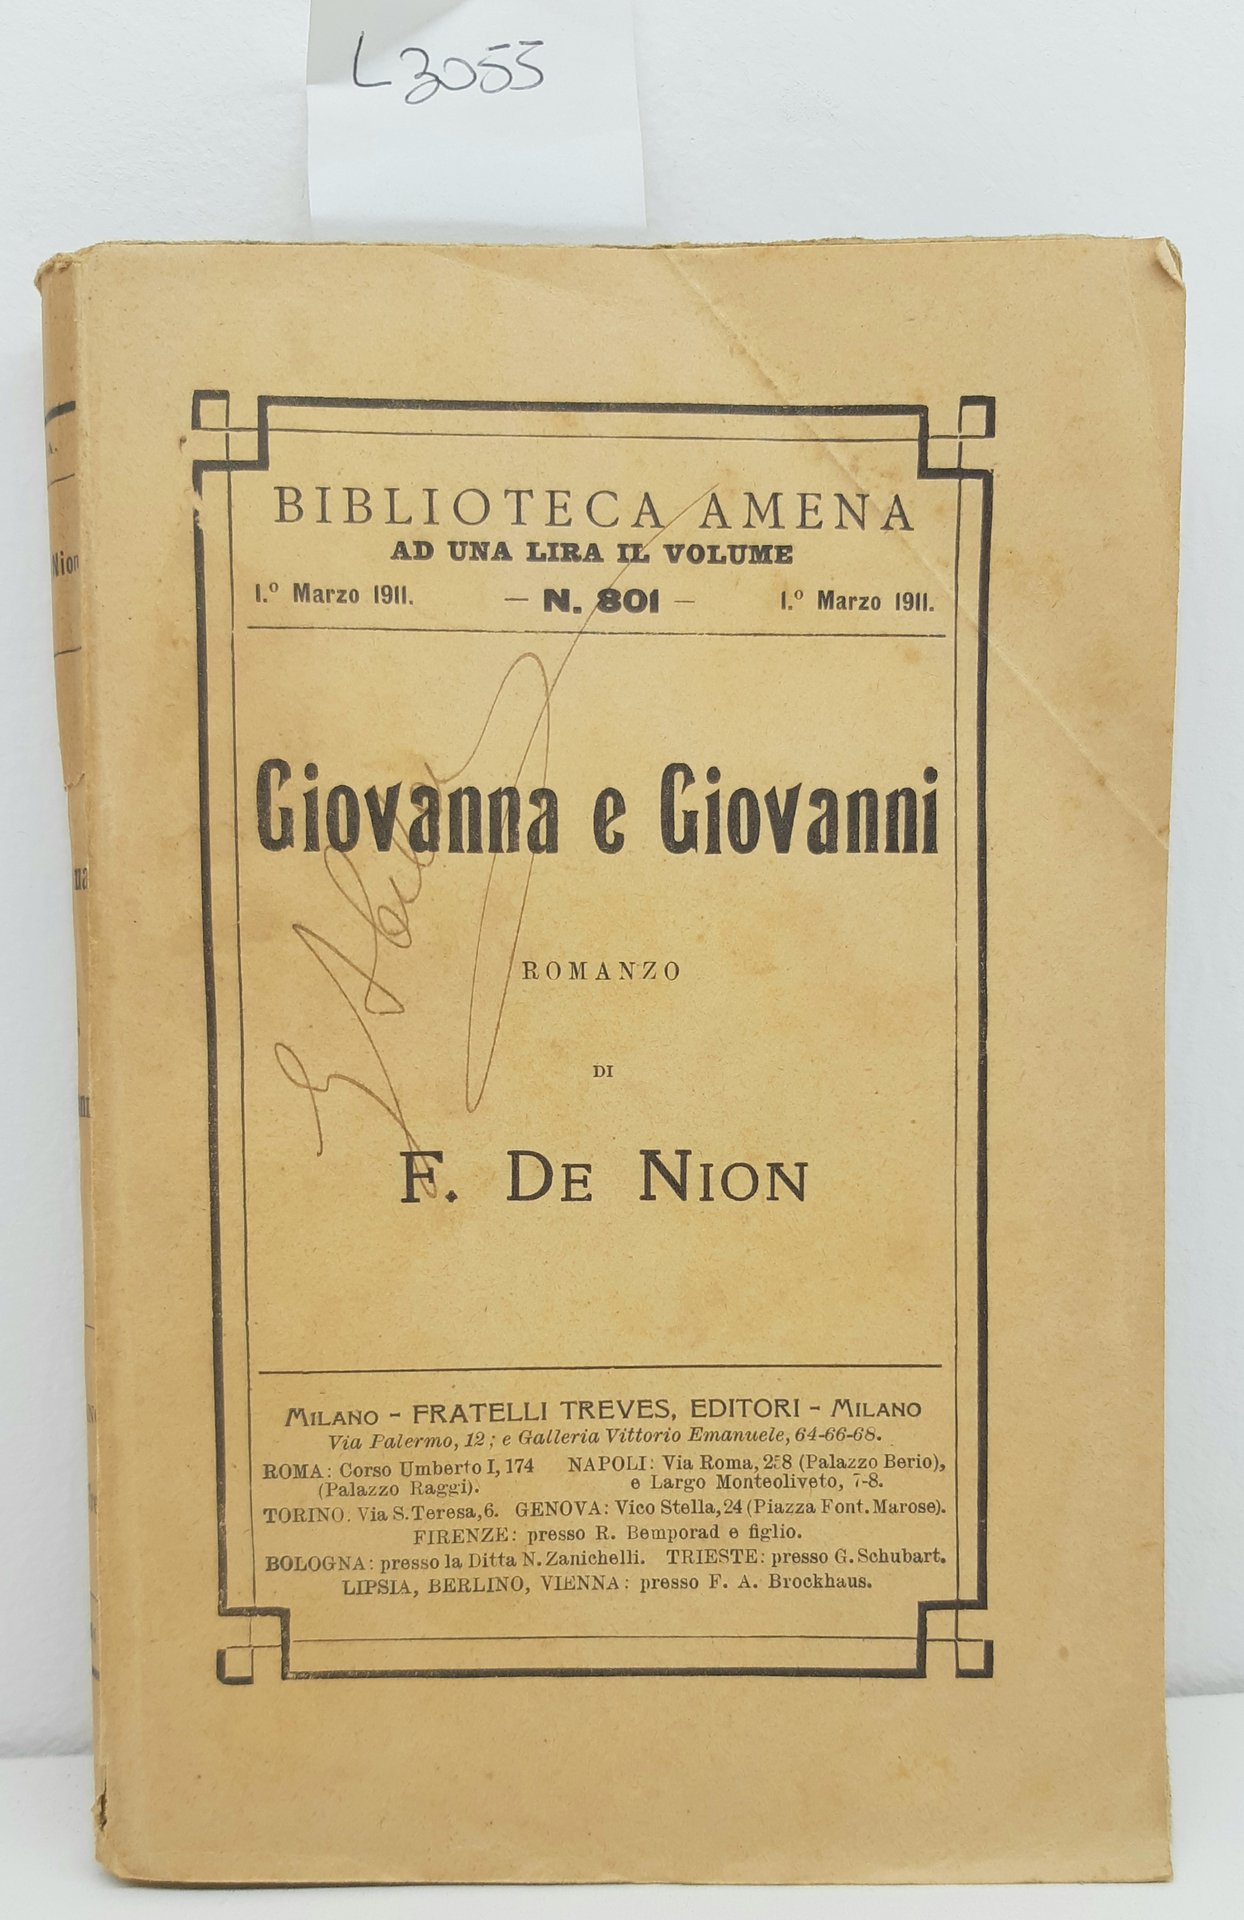 L3055
BIBLIOTECA AMENA
AD UNA LIRA IL VOLUME
1.º Marzo 1911. — N. 801 — 1.º Marzo 1911.
Giovanna e Giovanni
ROMANZO
DI
F. DE NION
MILANO - FRATELLI TREVES, EDITORI - MILANO
Via Palermo, 12; e Galleria Vittorio Emanuele, 64-66-68.
ROMA: Corso Umberto I, 174 NAPOLI: Via Roma, 258 (Palazzo Berio),
(Palazzo Raggi). e Largo Monteoliveto, 7-8.
TORINO. Via S. Teresa, 6. GENOVA: Vico Stella, 24 (Piazza Font. Marose).
FIRENZE: presso R. Bemporad e figlio.
BOLOGNA: presso la Ditta N. Zanichelli. TRIESTE: presso G. Schubart.
LIPSIA, BERLINO, VIENNA: presso F. A. Brockhaus.
Nion